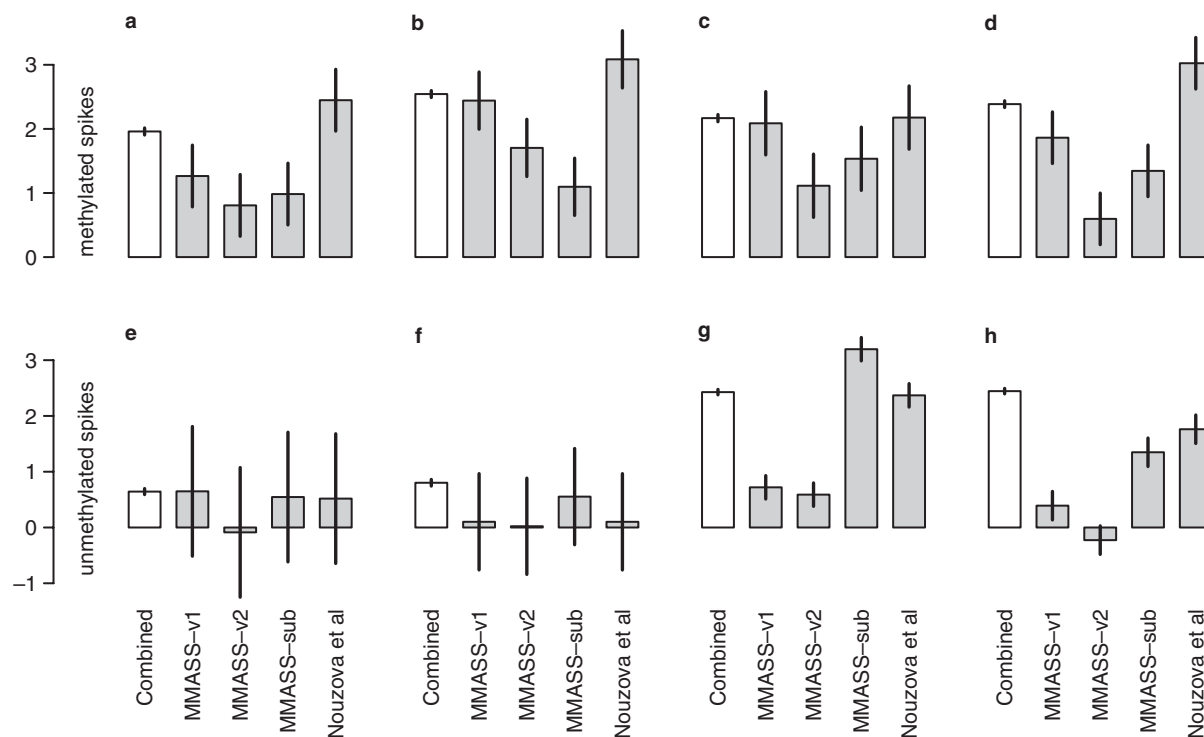 a
b
c
d
3
2
1
0
methylated spikes
e
f
g
h
3
2
1
0
−1
unmethylated spikes
Combined
MMASS−v1
MMASS−v2
MMASS−sub
Nouzova et al
Combined
MMASS−v1
MMASS−v2
MMASS−sub
Nouzova et al
Combined
MMASS−v1
MMASS−v2
MMASS−sub
Nouzova et al
Combined
MMASS−v1
MMASS−v2
MMASS−sub
Nouzova et al